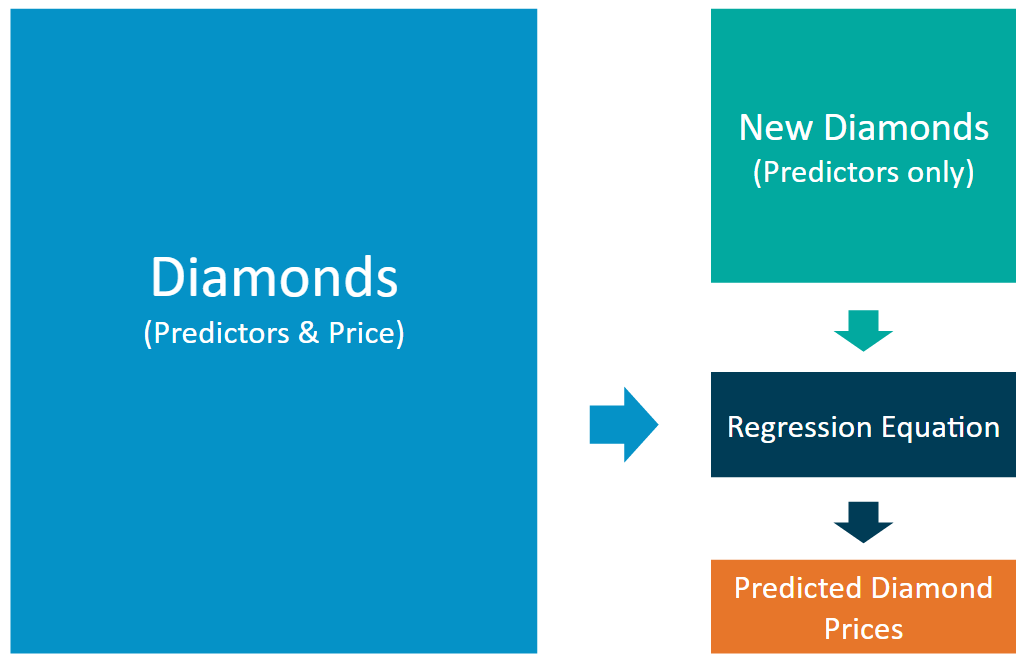 Diamonds
(Predictors & Price)
New Diamonds
(Predictors only)
Regression Equation
Predicted Diamond
Prices